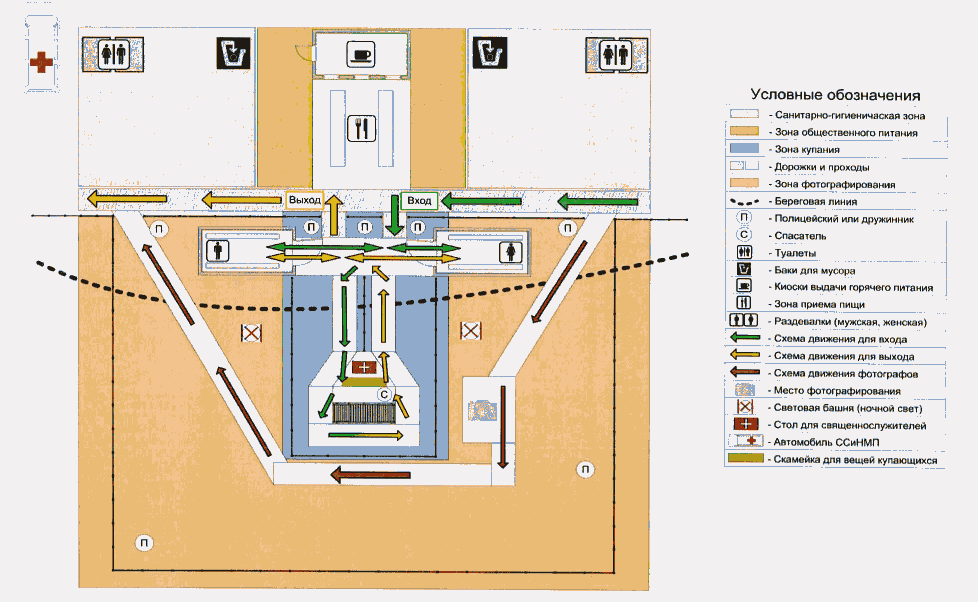 Выход
Вход
П
П
П
П
П
С
П
П
Условные обозначения
- Санитарно-гигиеничаская зона
- Зона общественного питания
- Зона купания
- Дорожки и проходы
- Зона фотографирования
- Береговая линия
П - Полицейский или дружинник
С - Спасатель
- Туалеты
- Баки для мусора
- Киоски выдачи горячего питания
- Зона приема пищи
- Раздевалки (мужская, женская)
- Схема движения для входа
- Схема движения для выхода
- Схема движения фотографов
- Место фотографирования
- Световая башня (ночной свет)
- Стол для священнослужителей
- Автомобиль ССиНМП
- Скамейка для вещей купающихся